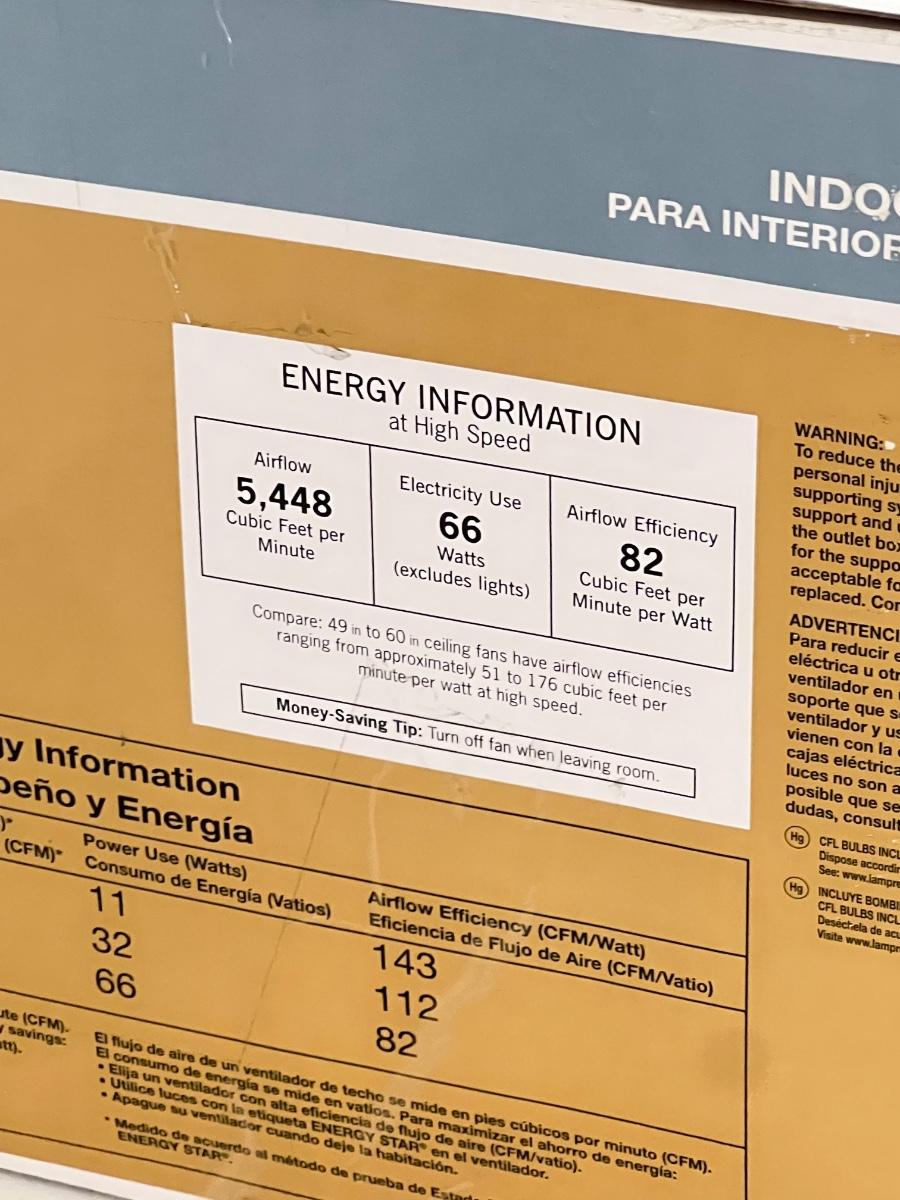 INDO
PARA INTERIOR
ENERGY INFORMATION
at High Speed
Airflow
5,448
Cubic Feet per
Minute
Electricity Use
66
Watts
(excludes lights)
Airflow Efficiency
82
Cubic Feet per
Minute per Watt
Compare: 49 in to 60 in ceiling fans have airflow efficiencies
ranging from approximately 51 to 176 cubic feet per
minute per watt at high speed.
Money-Saving Tip: Turn off fan when leaving room.
WARNING:
To reduce the
personal inju
supporting sy
support and
the outlet box
for the suppo
acceptable fo
replaced. Con
ADVERTENCI
Para reducir e
eléctrica u otr
ventilador en
soporte que s
ventilador y us
vienen con la
cajas eléctrica
luces no son a
posible que se
dudas, consult
Hg CFL BULBS INCL
Dispose accordin
See: www.lampre
Hg INCLUYE BOMBI
CFL BULBS INCL
Deséchela de acu
Visite www.lampr
gy Information
peño y Energía
)*
(CFM)*
Power Use (Watts)
Consumo de Energía (Vatios)
Airflow Efficiency (CFM/Watt)
Eficiencia de Flujo de Aire (CFM/Vatio)
11 143
32 112
66 82
ute (CFM).
y savings:
tt).
El flujo de aire de un ventilador de techo se mide en pies cúbicos por minuto (CFM).
El consumo de energía se mide en vatios. Para maximizar el ahorro de energía:
• Elija un ventilador con alta eficiencia de flujo de aire (CFM/vatio).
• Utilice luces con la etiqueta ENERGY STAR® en el ventilador.
• Apague su ventilador cuando deje la habitación.
* Medido de acuerdo al método de prueba de Estad
ENERGY STAR®.